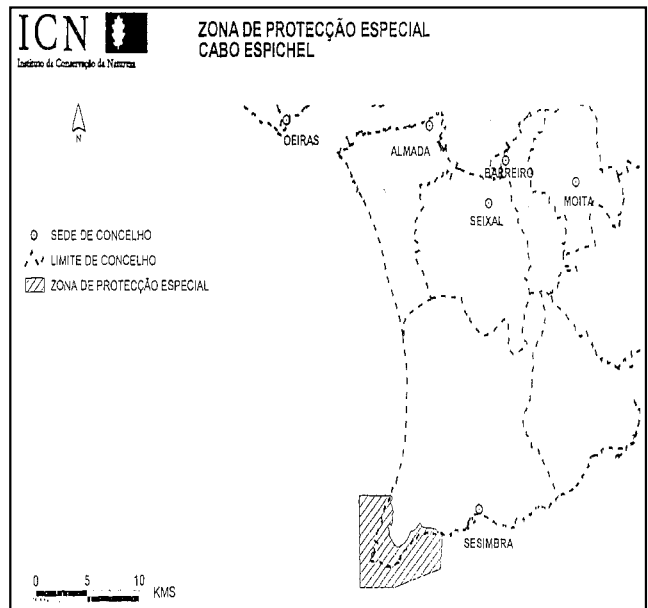 ICN
Instituto da Conservação da Natureza
ZONA DE PROTECÇÃO ESPECIAL
CABO ESPICHEL
N
OEIRAS
ALMADA
BARREIRO
MOITA
SEIXAL
SEDE DE CONCELHO
LIMITE DE CONCELHO
ZONA DE PROTECÇÃO ESPECIAL
SESIMBRA
0 5 10 KMS